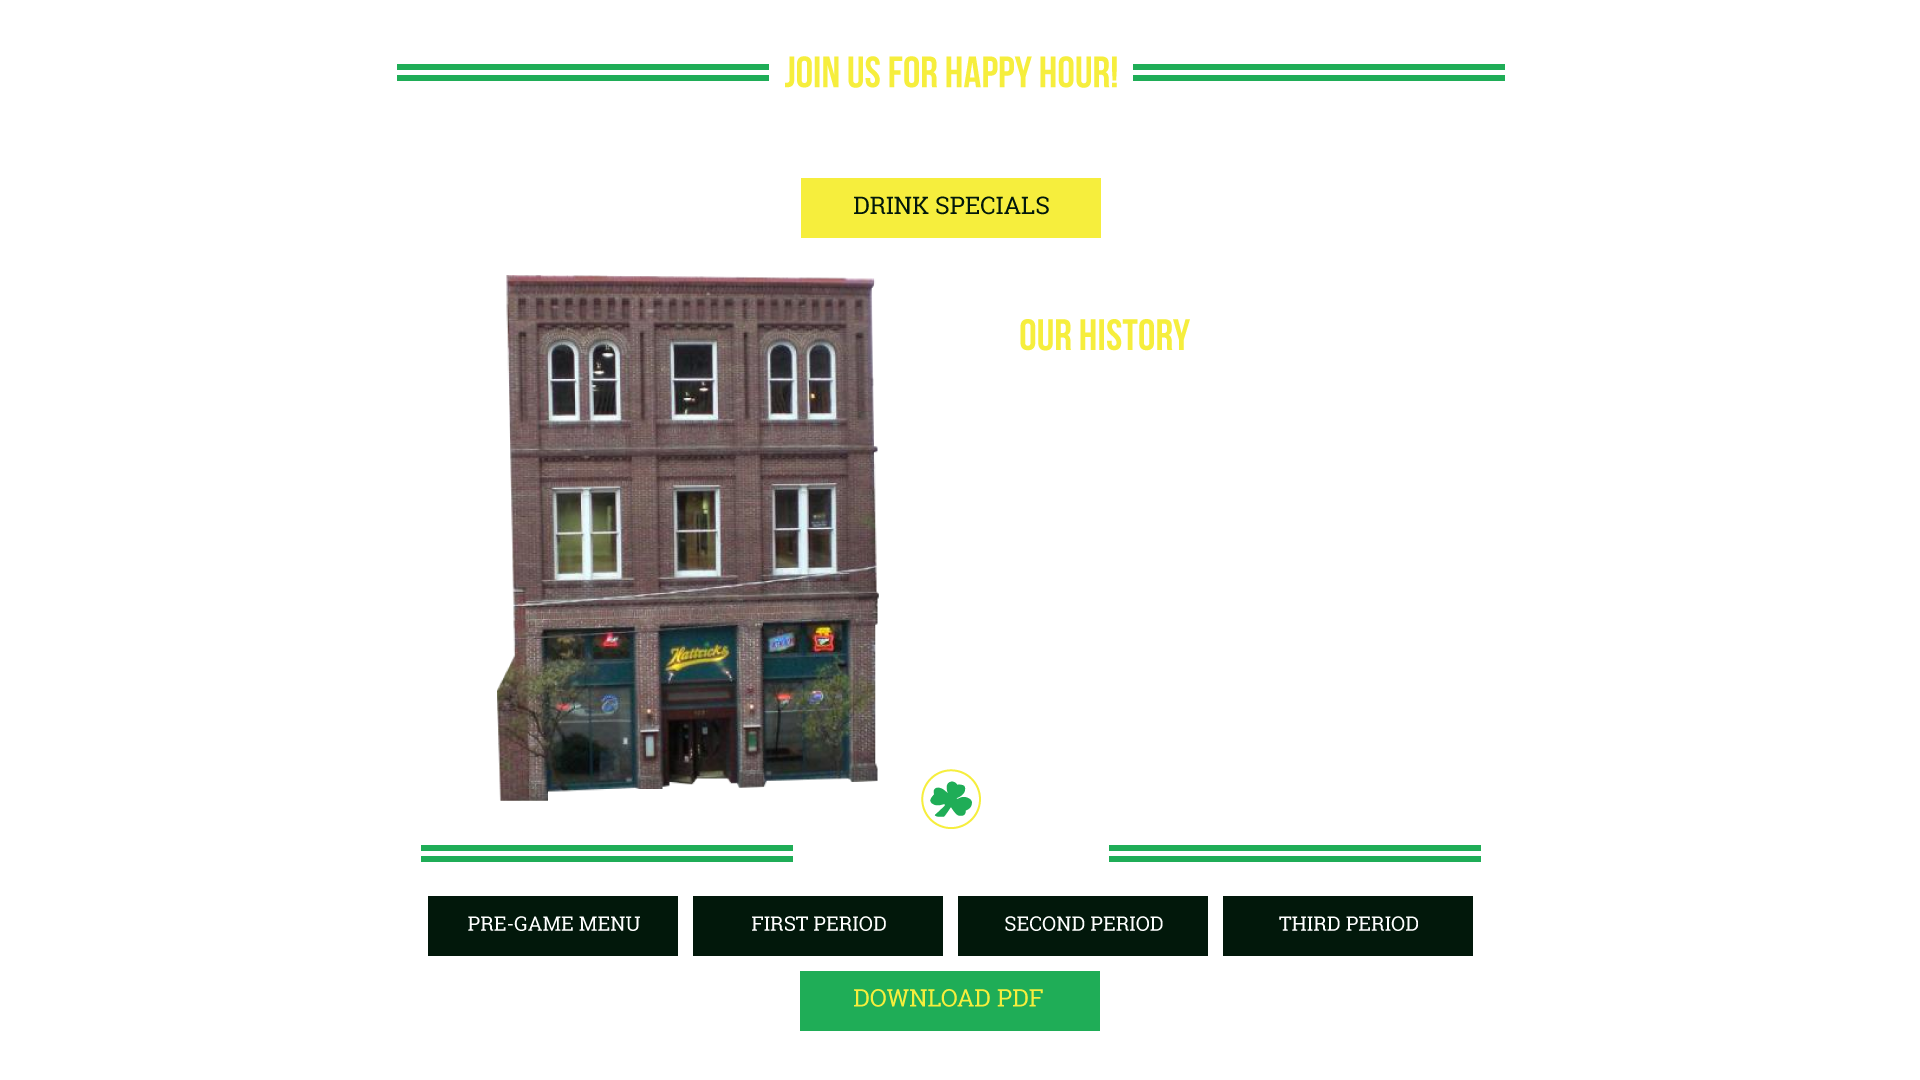 JOIN US FOR HAPPY HOUR!
DRINK SPECIALS
OUR HISTORY
Hattricks
PRE-GAME MENU
FIRST PERIOD
SECOND PERIOD
THIRD PERIOD
DOWNLOAD PDF